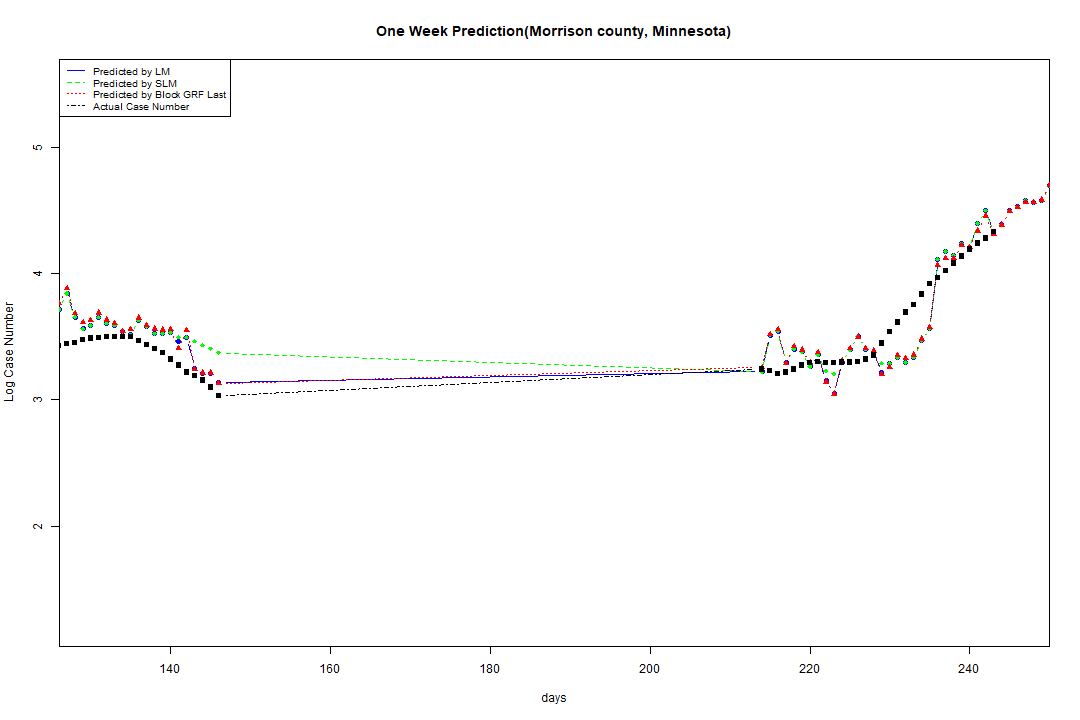 One Week Prediction(Morrison county, Minnesota)
Predicted by LM
Predicted by SLM
Predicted by Block GRF Last
Actual Case Number
5
4
3
2
Log Case Number
140 160 180 200 220 240
days